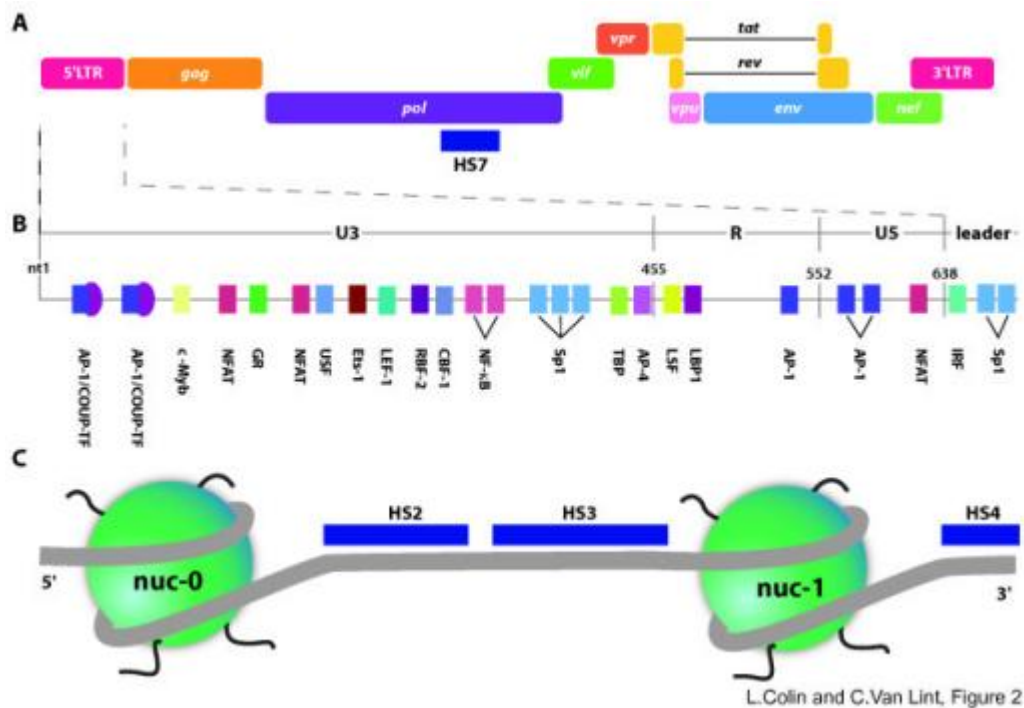 A
vpr
tat
5'LTR
gag
vif
rev
3'LTR
pol
vpu
env
nef
HS7
B
U3
R
U5
leader
nt1
455
552
638
AP-1/COUP-TF
AP-1/COUP-TF
c-Myb
NFAT
GR
NFAT
USF
Ets-1
LEF-1
RBF-2
CBF-1
NF-κB
Sp1
TBP
AP-4
LSF
LBP1
AP-1
AP-1
NFAT
IRF
Sp1
C
HS2
HS3
HS4
5'
nuc-0
nuc-1
3'
L.Colin and C.Van Lint, Figure 2